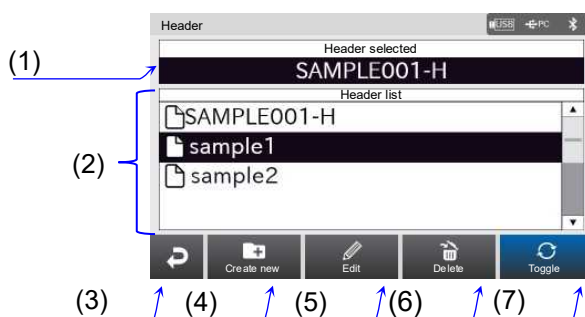 Header
USB PC
(1)
Header selected
SAMPLE001-H
(2)
Header list
SAMPLE001-H
sample1
sample2
Create new
Edit
Delete
Toggle
(3) (4) (5) (6) (7)